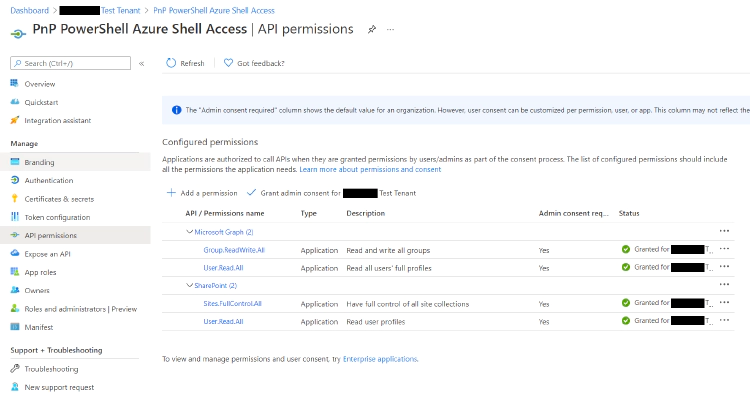 Dashboard > Test Tenant > PnP PowerShell Azure Shell Access
PnP PowerShell Azure Shell Access | API permissions ...
Search (Ctrl+/) «
Refresh
Got feedback?
Overview
Quickstart
Integration assistant
Manage
Branding
Authentication
Certificates & secrets
Token configuration
API permissions
Expose an API
App roles
Owners
Roles and administrators | Preview
Manifest
Support + Troubleshooting
Troubleshooting
New support request
The "Admin consent required" column shows the default value for an organization. However, user consent can be customized per permission, user, or app. This column may not reflect the
Configured permissions
Applications are authorized to call APIs when they are granted permissions by users/admins as part of the consent process. The list of configured permissions should include
all the permissions the application needs. Learn more about permissions and consent
Add a permission Grant admin consent for Test Tenant
API / Permissions name Type Description Admin consent req... Status
Microsoft Graph (2) ...
Group.ReadWrite.All Application Read and write all groups Yes Granted for T... ...
User.Read.All Application Read all users' full profiles Yes Granted for T... ...
SharePoint (2) ...
Sites.FullControl.All Application Have full control of all site collections Yes Granted for T... ...
User.Read.All Application Read user profiles Yes Granted for T... ...
To view and manage permissions and user consent, try Enterprise applications.